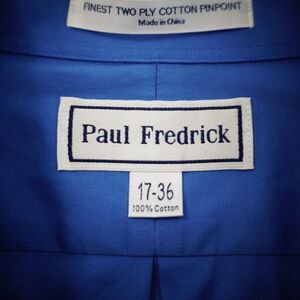 FINEST TWO PLY COTTON PINPOINT
Made in China
Paul Fredrick
17-36
100% Cotton